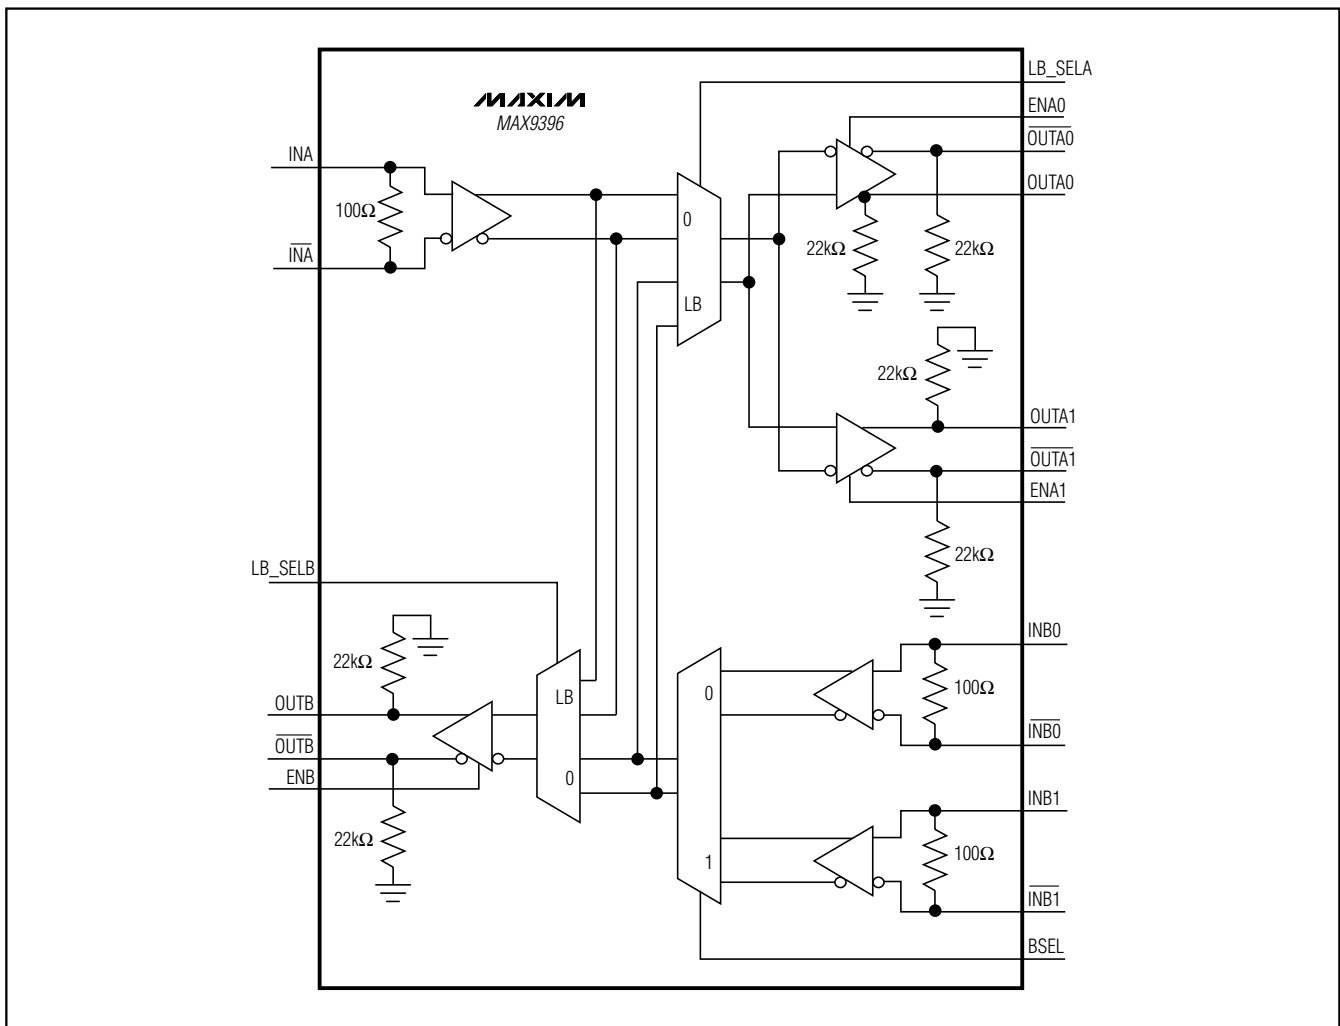 LB_SELA
MAXIM
MAX9396
ENA0
OUTA0
INA
OUTA0
100Ω
0
22kΩ
22kΩ
INA
LB
22kΩ
OUTA1
OUTA1
ENA1
22kΩ
LB_SELB
INB0
22kΩ
100Ω
LB
0
OUTB
INB0
OUTB
ENB
0
INB1
22kΩ
100Ω
1
INB1
BSEL